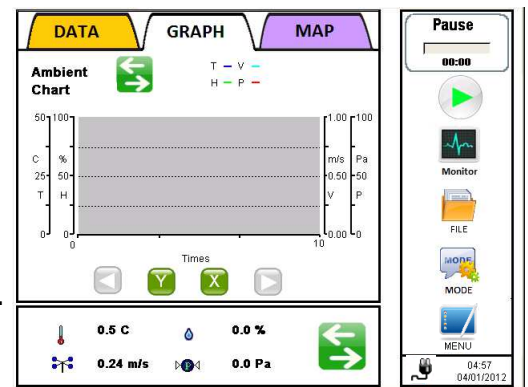 DATA GRAPH MAP
Ambient
Chart
T V
H P
50 100 1.00 100
C % m/s Pa
25 50 0.50 50
T H V P
0 0 0.00 0
0 10
Times
Y X
0.5 C 0.0 %
0.24 m/s P 0.0 Pa
Pause
00:00
Monitor
FILE
MODE
MODE
MENU
04:57
04/01/2012